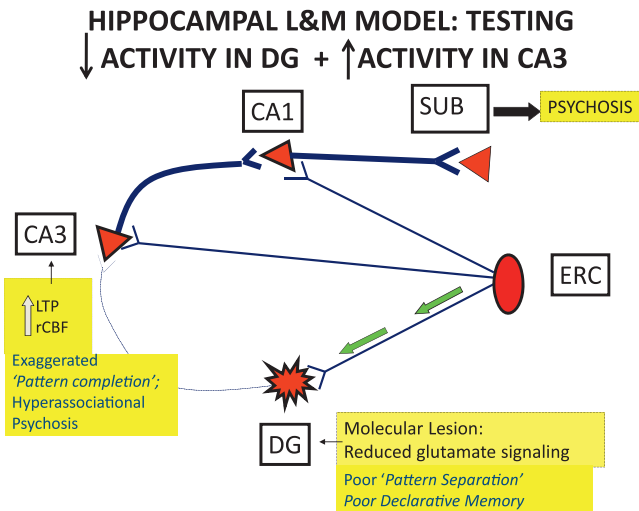 HIPPOCAMPAL L&M MODEL: TESTING
ACTIVITY IN DG + ACTIVITY IN CA3
SUB
PSYCHOSIS
CA1
CA3
ERC
LTP
rCBF
Exaggerated
'Pattern completion';
Hyperassociational
Psychosis
DG
Molecular Lesion:
Reduced glutamate signaling
Poor 'Pattern Separation'
Poor Declarative Memory